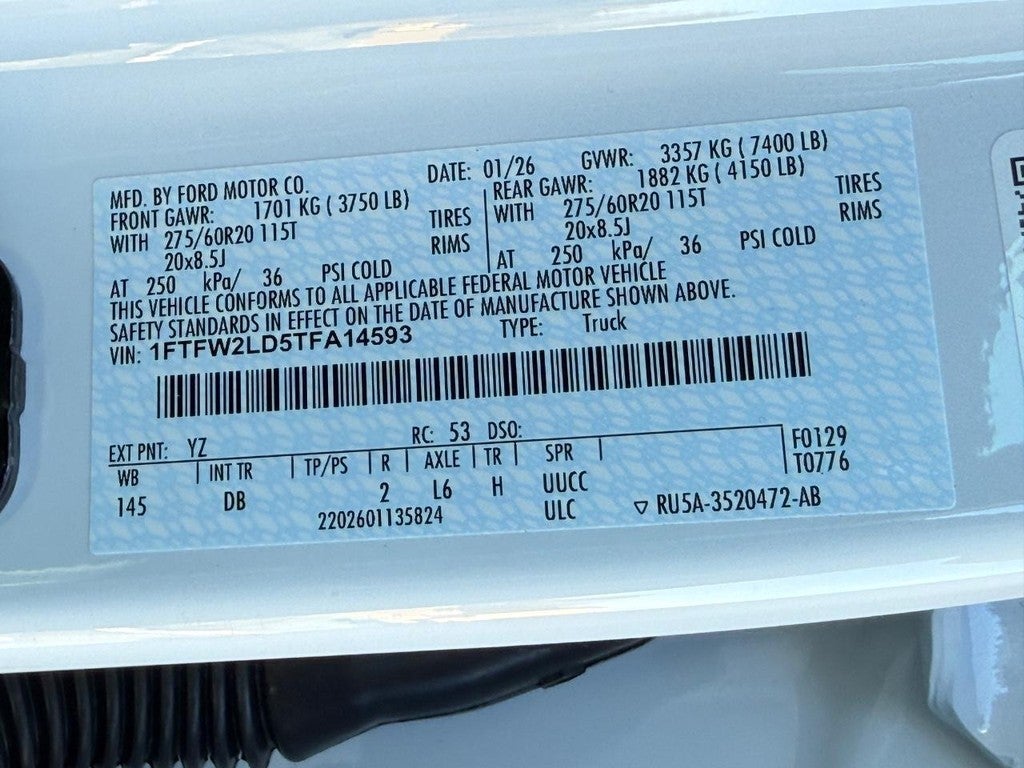 MFD. BY FORD MOTOR CO.
DATE: 01/26
GVWR: 3357 KG ( 7400 LB)
FRONT GAWR: 1701 KG ( 3750 LB)
WITH 275/60R20 115T TIRES
20x8.5J RIMS
AT 250 kPa/ 36 PSI COLD
REAR GAWR: 1882 KG ( 4150 LB)
WITH 275/60R20 115T TIRES
20x8.5J RIMS
AT 250 kPa/ 36 PSI COLD
THIS VEHICLE CONFORMS TO ALL APPLICABLE FEDERAL MOTOR VEHICLE
SAFETY STANDARDS IN EFFECT ON THE DATE OF MANUFACTURE SHOWN ABOVE.
VIN: 1FTFW2LD5TFA14593 TYPE: Truck
EXT PNT: YZ RC: 53 DSO:
WB INT TR TP/PS R AXLE TR SPR
145 DB 2 L6 H UUCC
2202601135824 ULC
F0129
T0776
▽ RU5A-3520472-AB